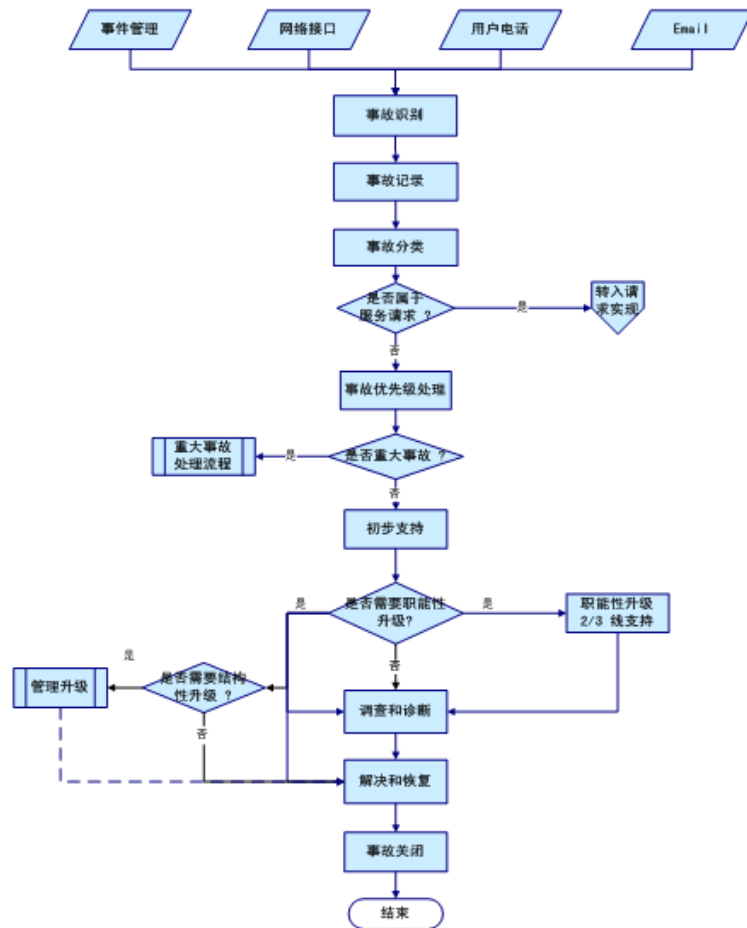 事件管理
网络接口
用户电话
Email
事故识别
事故记录
事故分类
是否属于
服务请求 ?
是
转入请
求实现
否
事故优先级处理
是否重大事故 ?
是
重大事故
处理流程
否
初步支持
是否需要职能性
升级?
是
是
职能性升级
2/3 线支持
否
是否需要结构
性升级 ?
是
管理升级
否
调查和诊断
解决和恢复
事故关闭
结束